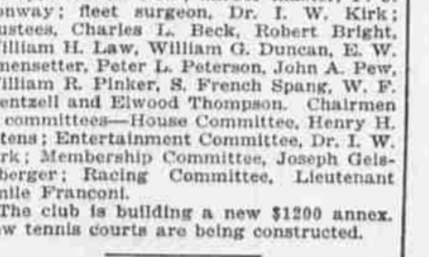 onway; fleet surgeon, Dr. I. W. Kirk;
ustees, Charles L. Beck, Robert Bright,
illiam H. Law, William G. Duncan, E. W.
mensetter, Peter L. Peterson, John A. Pew,
illiam R. Pinker, S. French Spang, W. F.
entzell and Elwood Thompson. Chairmen
committees—House Committee, Henry H.
tens; Entertainment Committee, Dr. I. W.
rk; Membership Committee, Joseph Geis-
berger; Racing Committee, Lieutenant
mile Franconi.
The club is building a new $1200 annex.
w tennis courts are being constructed.